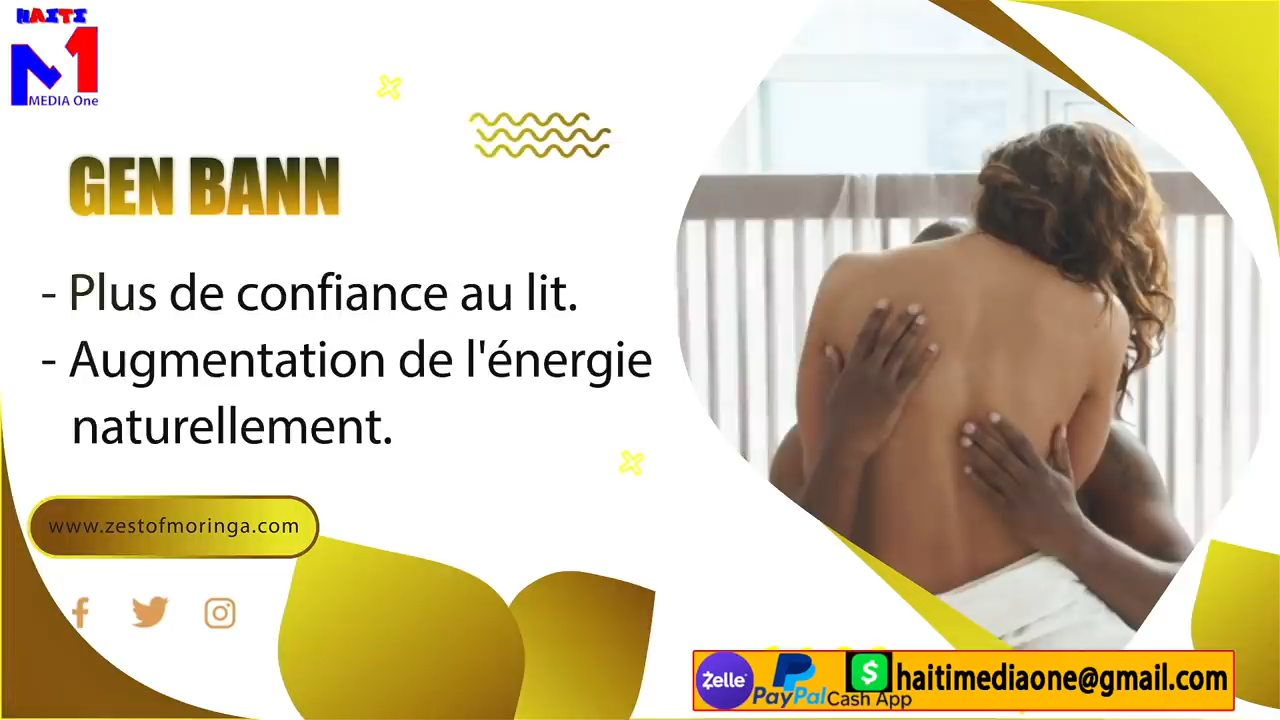 HAITI
M1
MEDIA One
GEN BANN
- Plus de confiance au lit.
- Augmentation de l'énergie
naturellement.
www.zestofmoringa.com
Zelle
PayPal
$
Cash App
haitimediaone@gmail.com